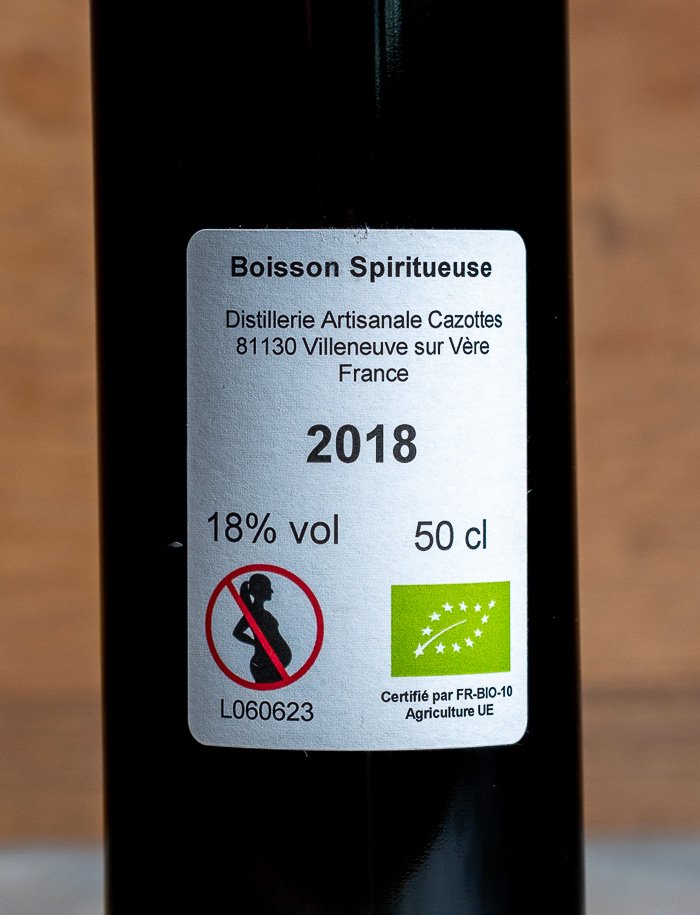 Boisson Spiritueuse
Distillerie Artisanale Cazottes
81130 Villeneuve sur Vère
France
2018
18% vol
50 cl
L060623
Certifié par FR-BIO-10
Agriculture UE